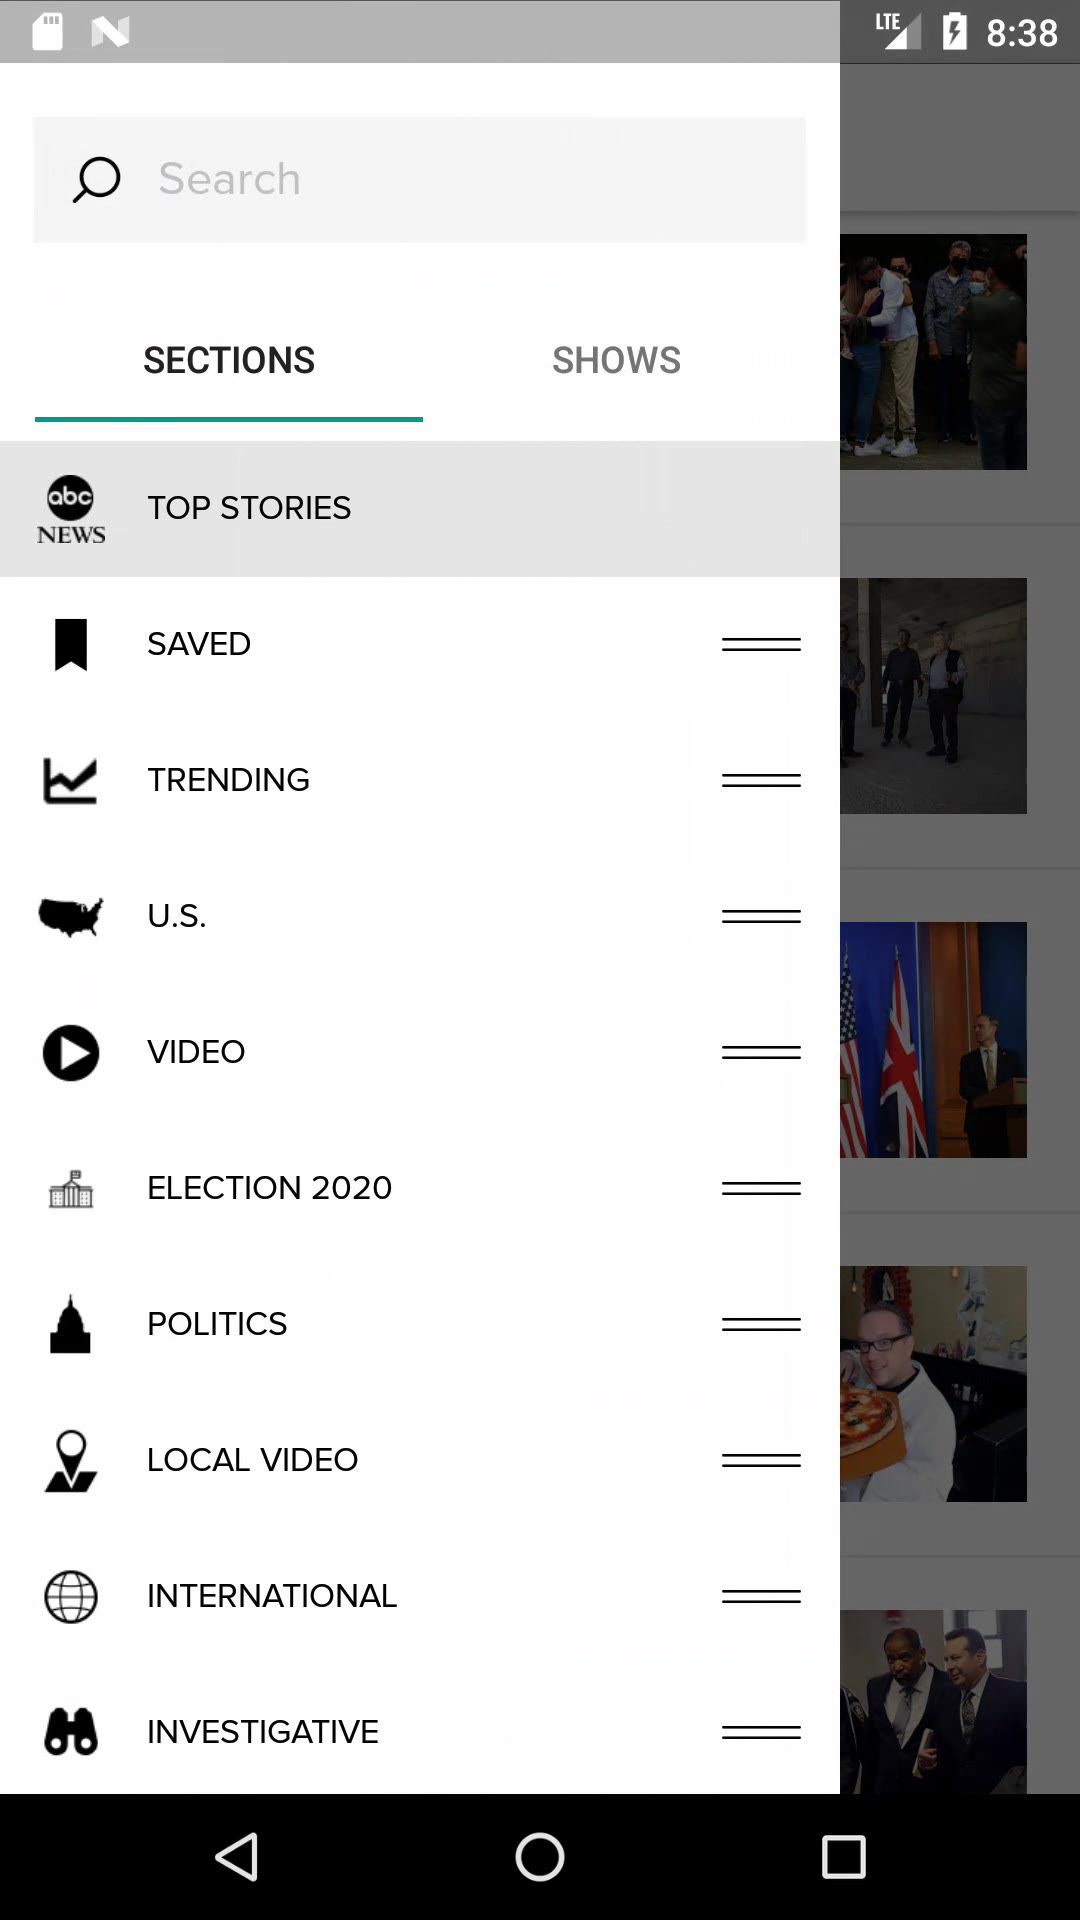 LTE 8:38
Search
SECTIONS SHOWS
abc
NEWS
TOP STORIES
SAVED
TRENDING
U.S.
VIDEO
ELECTION 2020
POLITICS
LOCAL VIDEO
INTERNATIONAL
INVESTIGATIVE